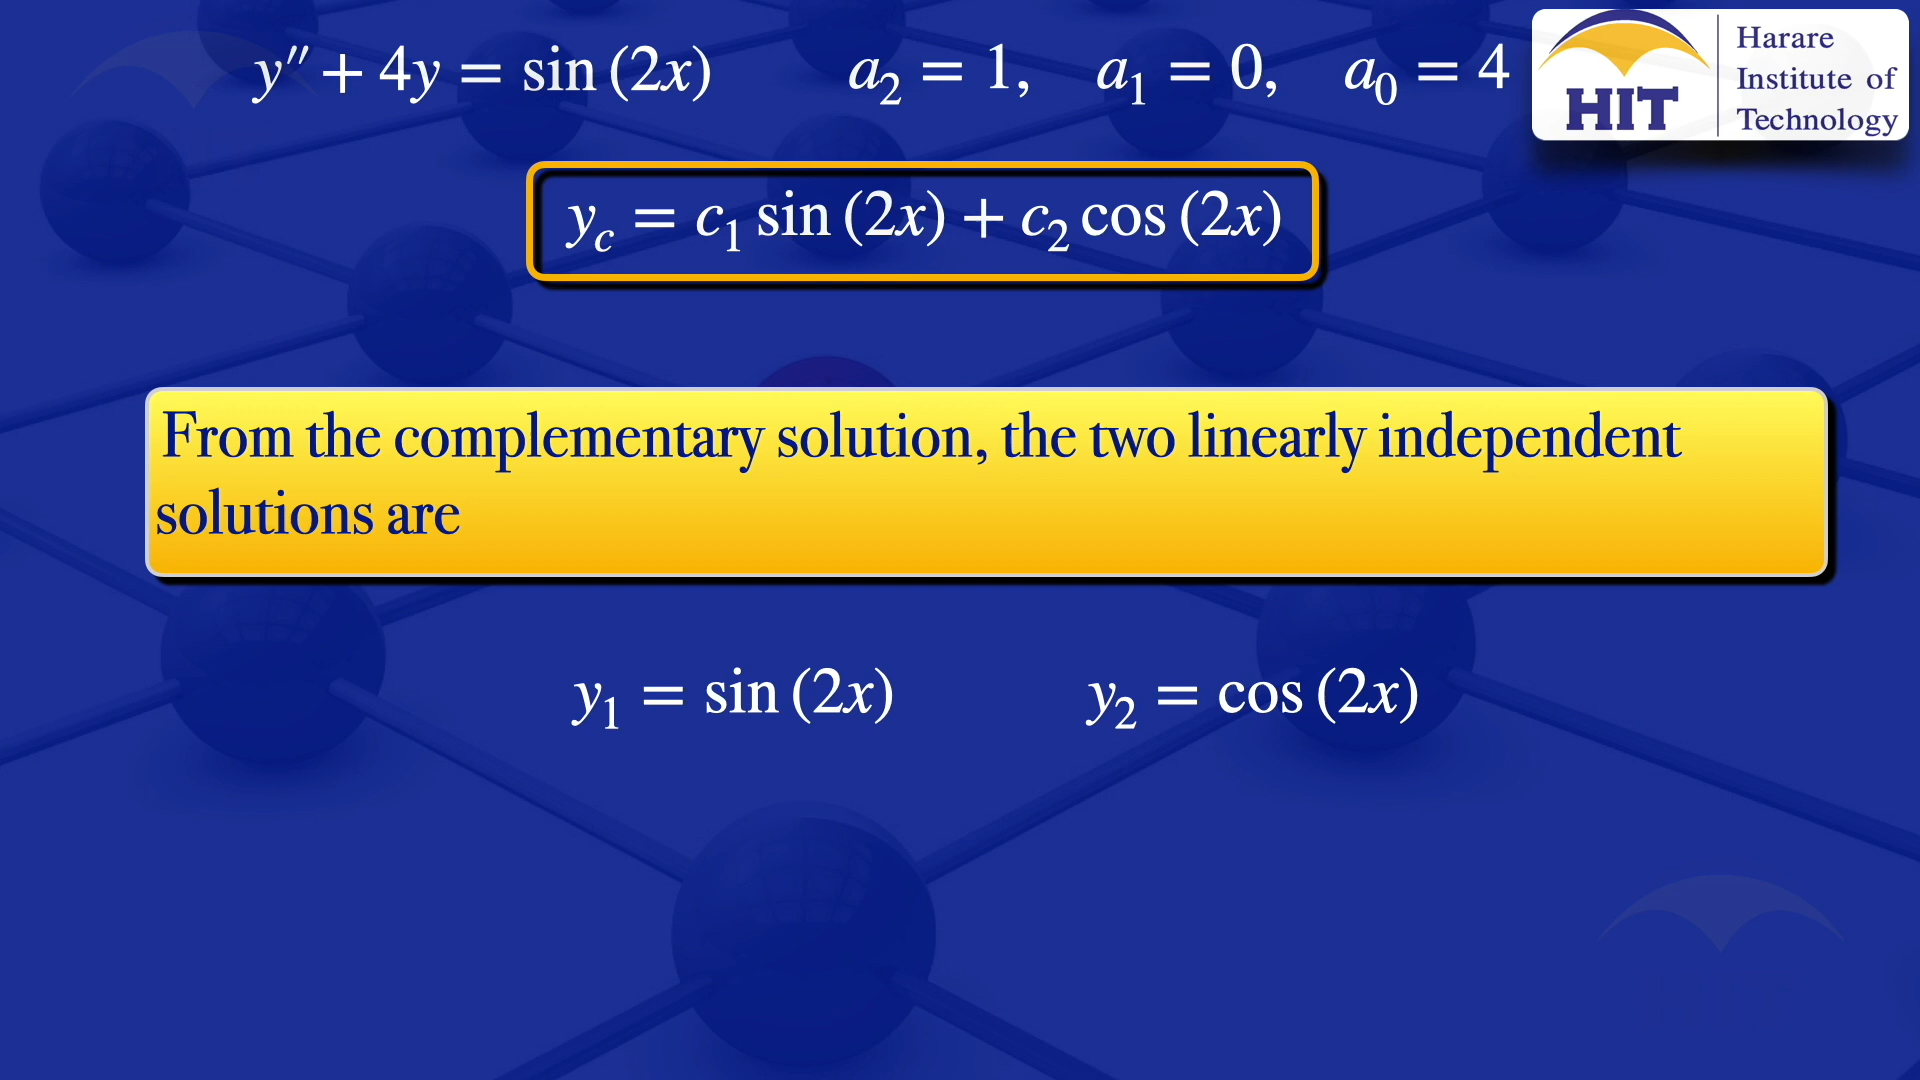 y″ + 4y = sin (2x) a₂ = 1, a₁ = 0, a₀ = 4
HIT
Harare
Institute of
Technology
y_c = c₁ sin (2x) + c₂ cos (2x)
From the complementary solution, the two linearly independent
solutions are
y₁ = sin (2x) y₂ = cos (2x)